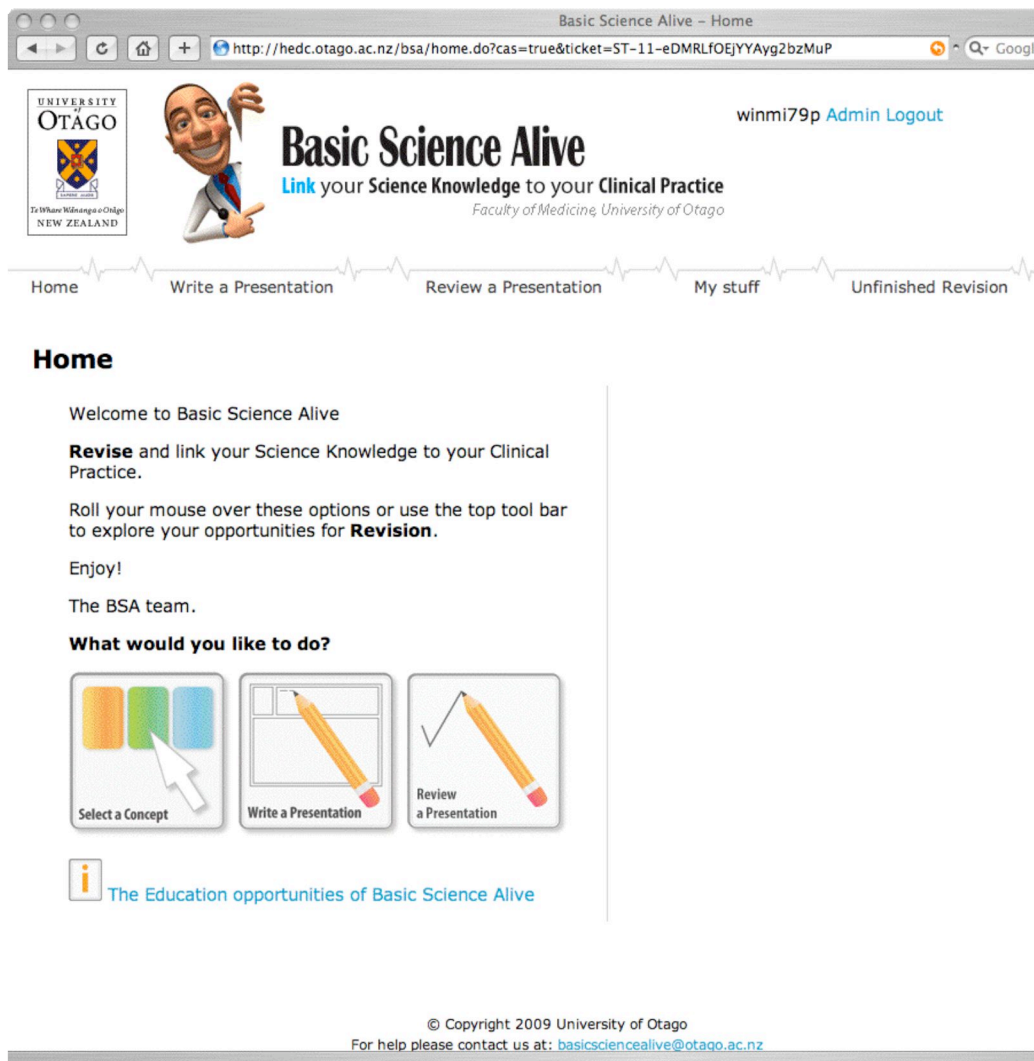 Basic Science Alive – Home
http://hedc.otago.ac.nz/bsa/home.do?cas=true&ticket=ST-11-eDMRLfOEjYYAyg2bzMuP
Googl
UNIVERSITY
of
OTAGO
SAPERE AUDE
Te Whare Wānanga o Otāgo
NEW ZEALAND
winmi79p Admin Logout
Basic Science Alive
Link your Science Knowledge to your Clinical Practice
Faculty of Medicine, University of Otago
Home Write a Presentation Review a Presentation My stuff Unfinished Revision
Home
Welcome to Basic Science Alive
Revise and link your Science Knowledge to your Clinical
Practice.
Roll your mouse over these options or use the top tool bar
to explore your opportunities for Revision.
Enjoy!
The BSA team.
What would you like to do?
Select a Concept
Write a Presentation
Review
a Presentation
i
The Education opportunities of Basic Science Alive
© Copyright 2009 University of Otago
For help please contact us at: basicsciencealive@otago.ac.nz